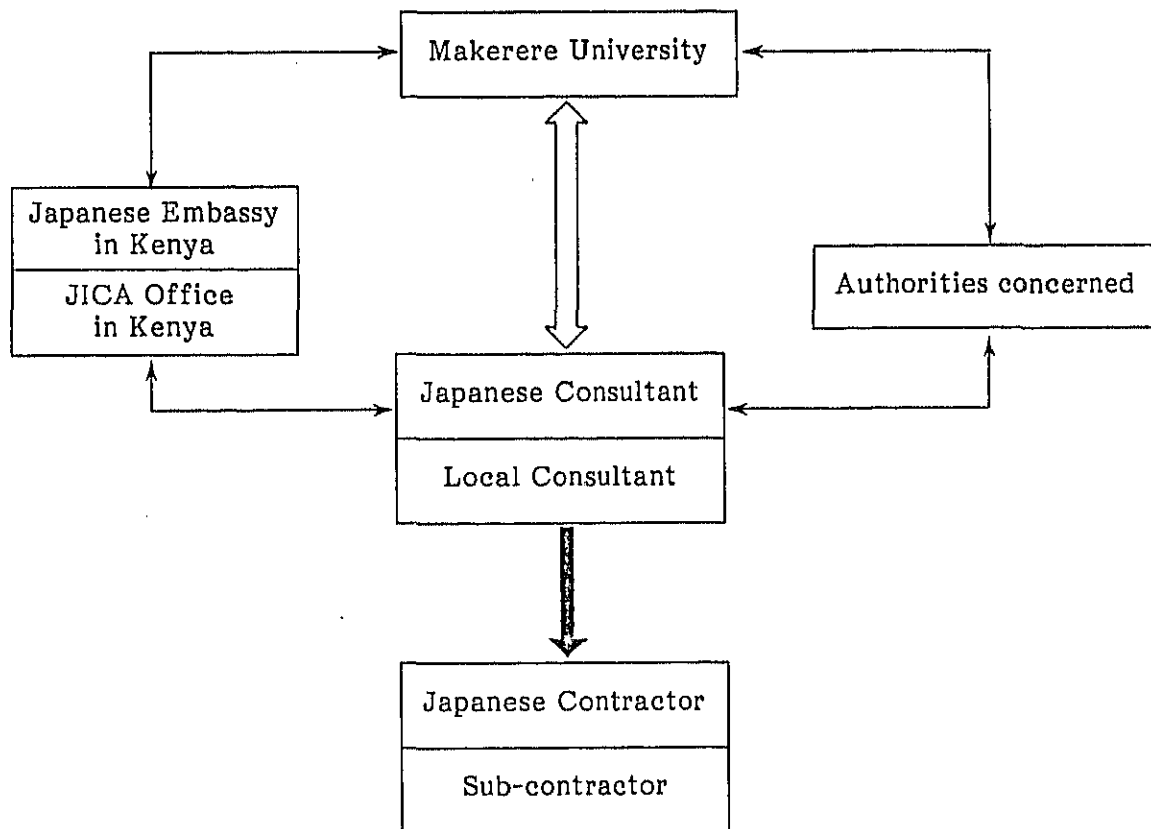 Makerere University
Japanese Embassy
in Kenya
JICA Office
in Kenya
Authorities concerned
Japanese Consultant
Local Consultant
Japanese Contractor
Sub-contractor